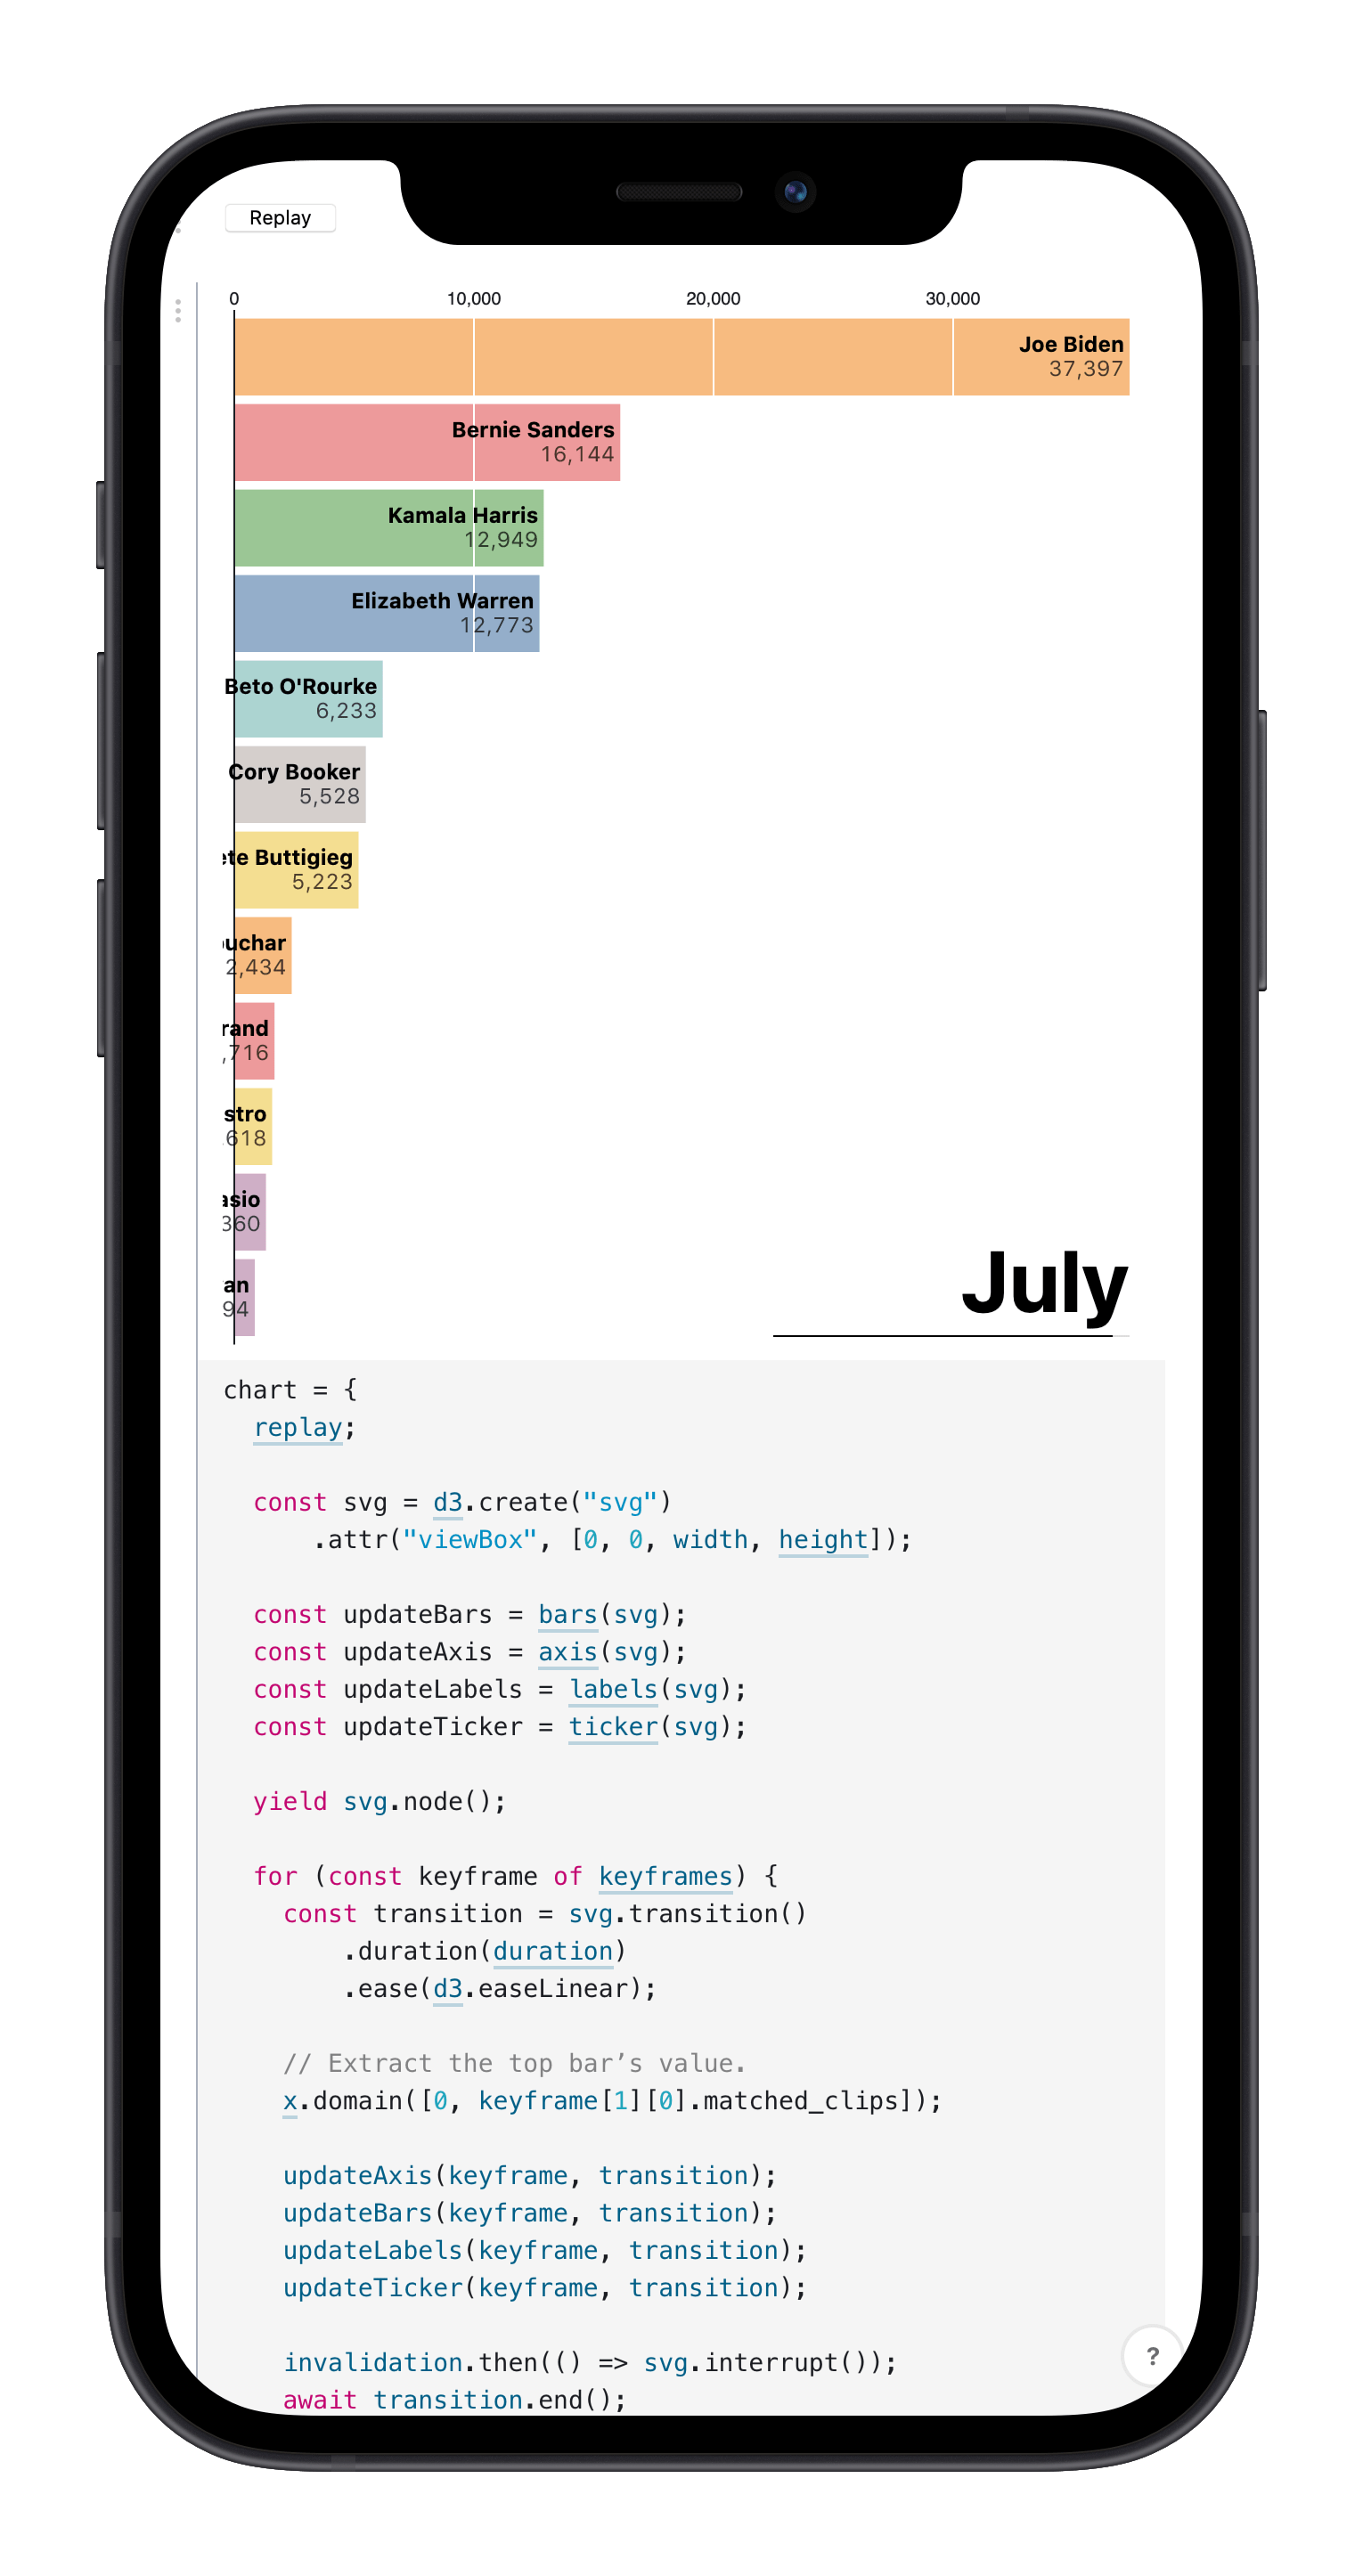 Replay
0 10,000 20,000 30,000
Joe Biden
37,397
Bernie Sanders
16,144
Kamala Harris
12,949
Elizabeth Warren
12,773
Beto O'Rourke
6,233
Cory Booker
5,528
ete Buttigieg
5,223
uchar
2,434
rand
,716
stro
618
asio
360
an
94
July
chart = {
  replay;
  const svg = d3.create("svg")
      .attr("viewBox", [0, 0, width, height]);
  const updateBars = bars(svg);
  const updateAxis = axis(svg);
  const updateLabels = labels(svg);
  const updateTicker = ticker(svg);
  yield svg.node();
  for (const keyframe of keyframes) {
    const transition = svg.transition()
        .duration(duration)
        .ease(d3.easeLinear);
    // Extract the top bar’s value.
    x.domain([0, keyframe[1][0].matched_clips]);
    updateAxis(keyframe, transition);
    updateBars(keyframe, transition);
    updateLabels(keyframe, transition);
    updateTicker(keyframe, transition);
    invalidation.then(() => svg.interrupt());
    await transition.end();
?